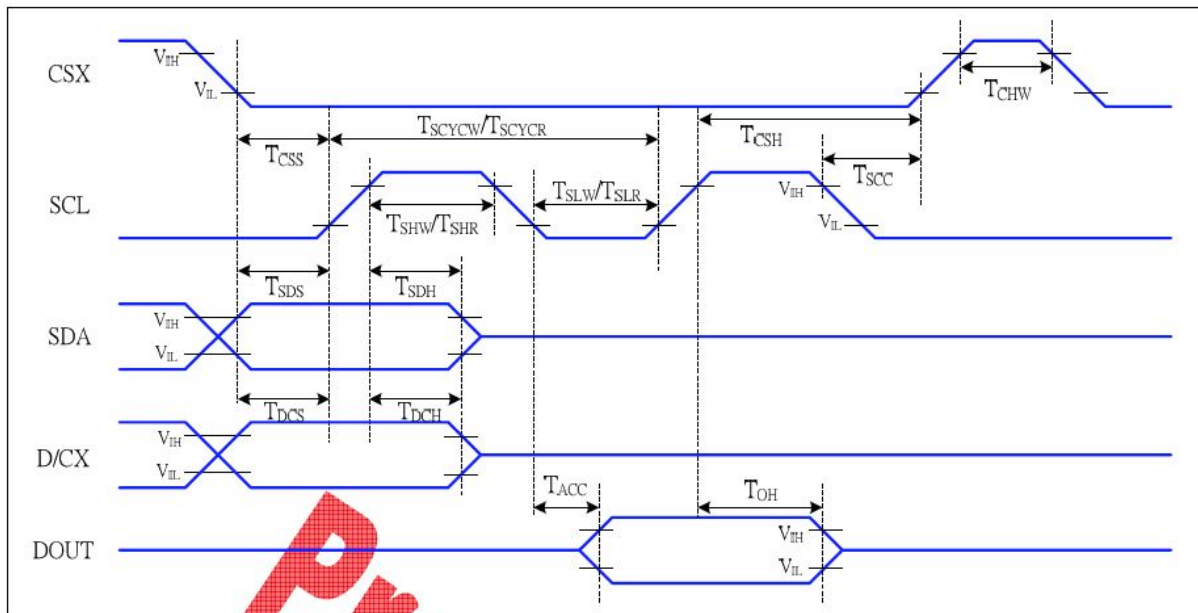 CSX
VIH
VIL
TCHW
TCSS
TSCYCW/TSCYCR
TCSH
TSCC
SCL
TSHW/TSHR
TSLW/TSLR
VIH
VIL
TSDS
TSDH
SDA
VIH
VIL
TDCS
TDCH
D/CX
VIH
VIL
TACC
TOH
DOUT
VIH
VIL
Pr